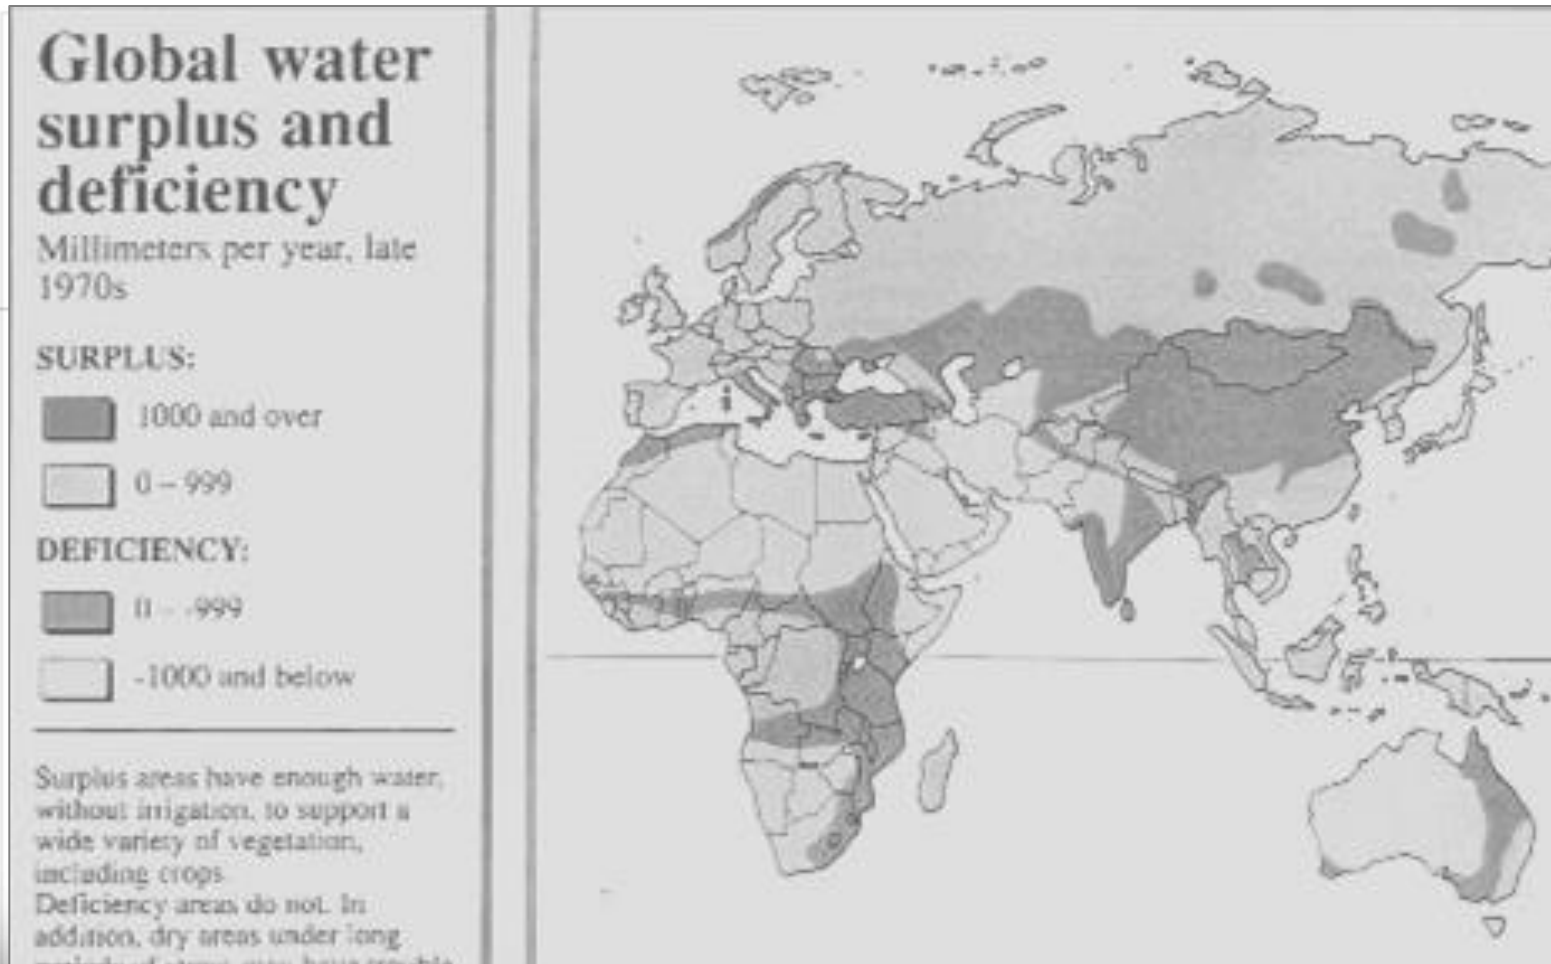 Global water
surplus and
deficiency
Millimeters per year, late
1970s
SURPLUS:
1000 and over
0 – 999
DEFICIENCY:
0 – -999
-1000 and below
Surplus areas have enough water,
without irrigation, to support a
wide variety of vegetation,
including crops.
Deficiency areas do not. In
addition, dry areas under long